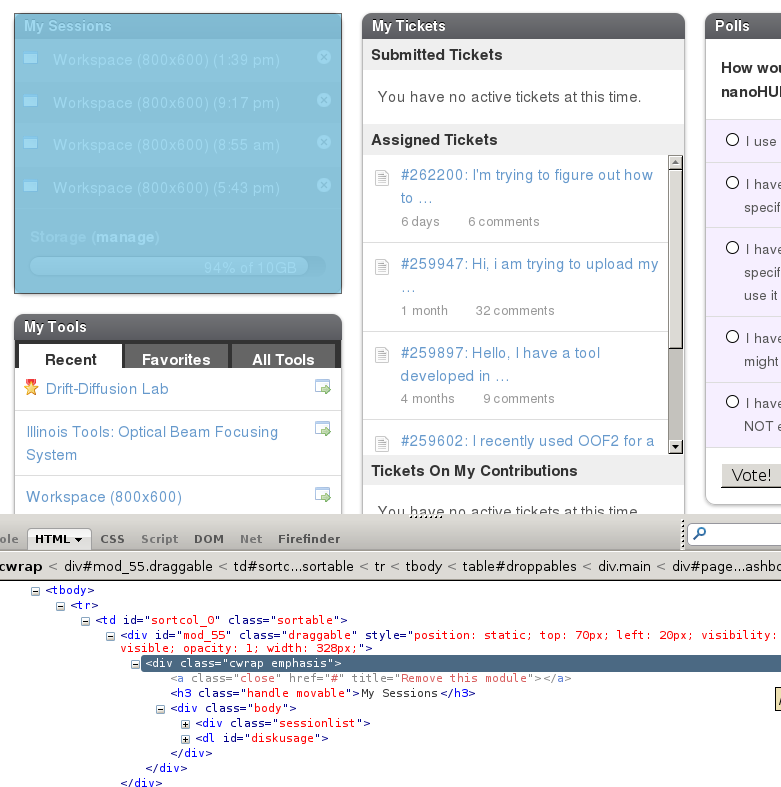 My Sessions
Workspace (800x600) (1:39 pm)
Workspace (800x600) (9:17 pm)
Workspace (800x600) (8:55 am)
Workspace (800x600) (5:43 pm)
Storage (manage)
94% of 10GB
My Tools
Recent Favorites All Tools
Drift-Diffusion Lab
Illinois Tools: Optical Beam Focusing
System
Workspace (800x600)
My Tickets
Submitted Tickets
You have no active tickets at this time.
Assigned Tickets
#262200: I'm trying to figure out how
to …
6 days 6 comments
#259947: Hi, i am trying to upload my
…
1 month 32 comments
#259897: Hello, I have a tool
developed in …
4 months 9 comments
#259602: I recently used OOF2 for a
Tickets On My Contributions
You have no active tickets at this time.
Polls
How wou
nanoHUI
I use
I have
specif
I have
specif
use it
I have
might
I have
NOT e
Vote!
ole HTML CSS Script DOM Net Firefinder
cwrap < div#mod_55.draggable < td#sortc...sortable < tr < tbody < table#droppables < div.main < div#page...ashbo
<tbody>
<tr>
<td id="sortcol_0" class="sortable">
<div id="mod_55" class="draggable" style="position: static; top: 70px; left: 20px; visibility:
visible; opacity: 1; width: 328px;">
<div class="cwrap emphasis">
<a class="close" href="#" title="Remove this module"></a>
<h3 class="handle movable">My Sessions</h3>
<div class="body">
<div class="sessionlist">
<dl id="diskusage">
</div>
</div>
</div>